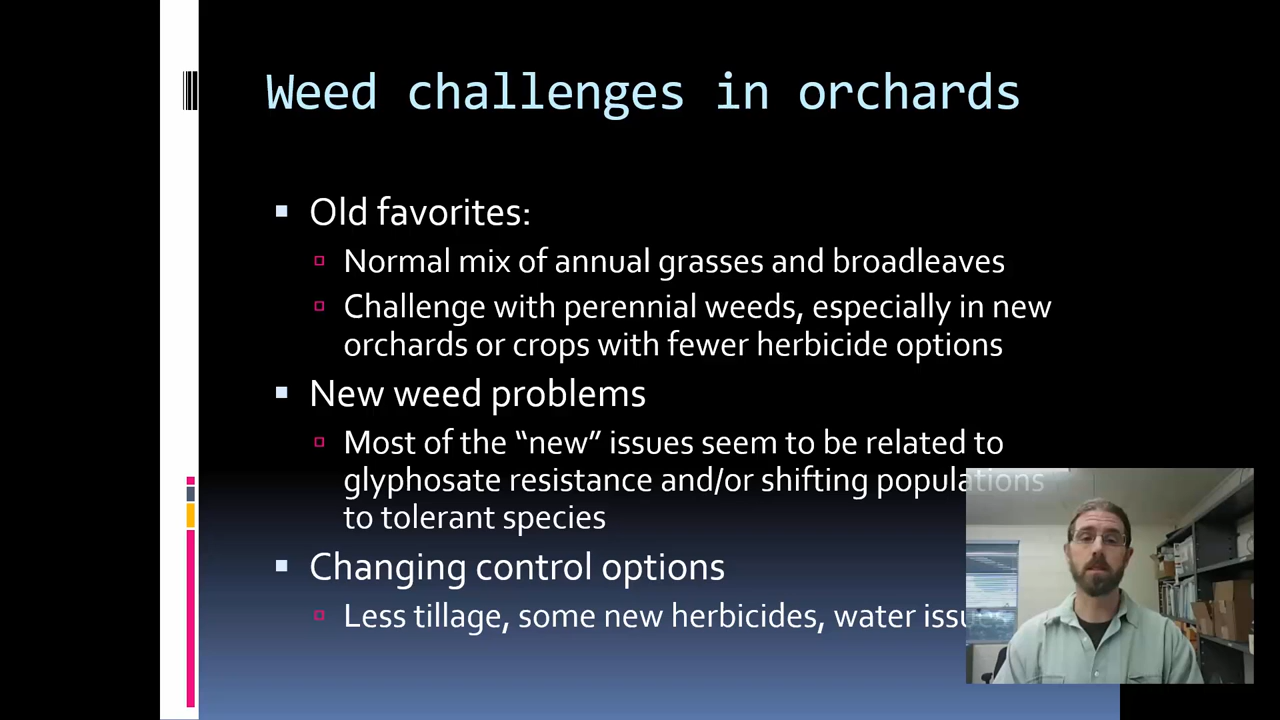 Weed challenges in orchards
Old favorites:
Normal mix of annual grasses and broadleaves
Challenge with perennial weeds, especially in new
orchards or crops with fewer herbicide options
New weed problems
Most of the “new” issues seem to be related to
glyphosate resistance and/or shifting populations
to tolerant species
Changing control options
Less tillage, some new herbicides, water issues